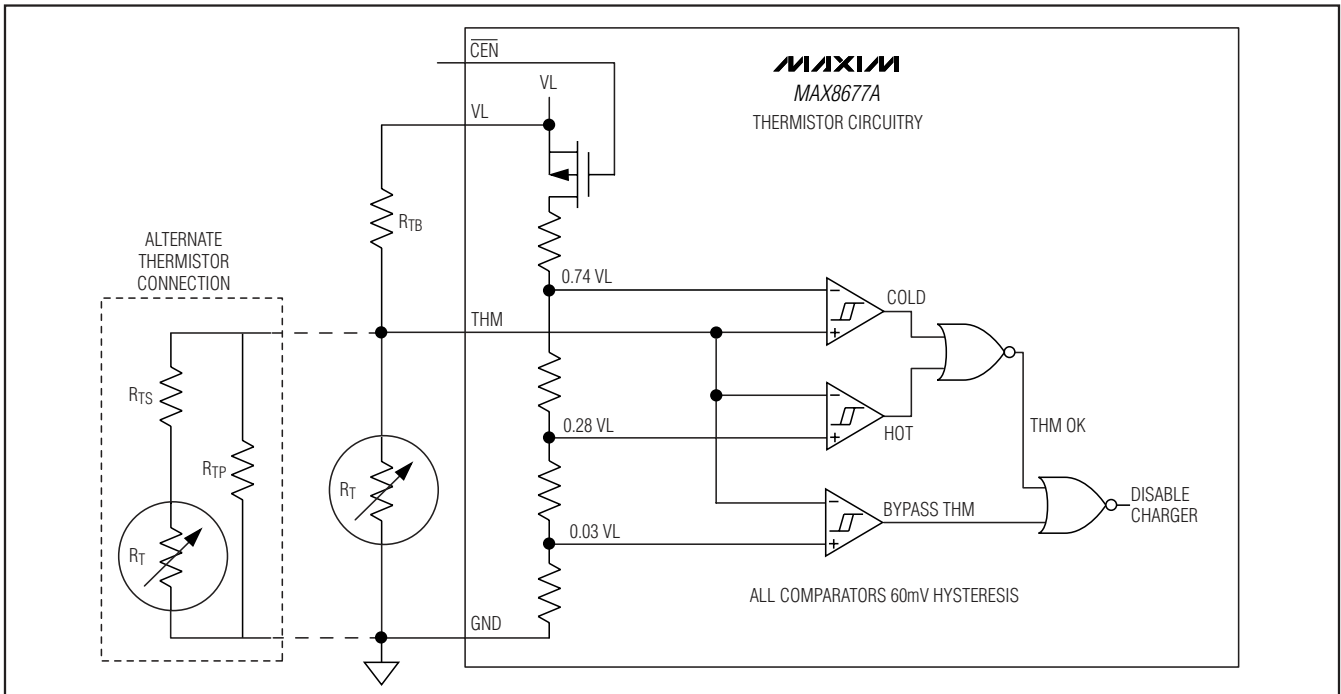 CEN
MAXIM
MAX8677A
THERMISTOR CIRCUITRY
VL
VL
RTB
ALTERNATE
THERMISTOR
CONNECTION
0.74 VL
COLD
THM
RTS
0.28 VL
HOT
THM OK
RTP
RT
BYPASS THM
DISABLE
CHARGER
0.03 VL
RT
ALL COMPARATORS 60mV HYSTERESIS
GND